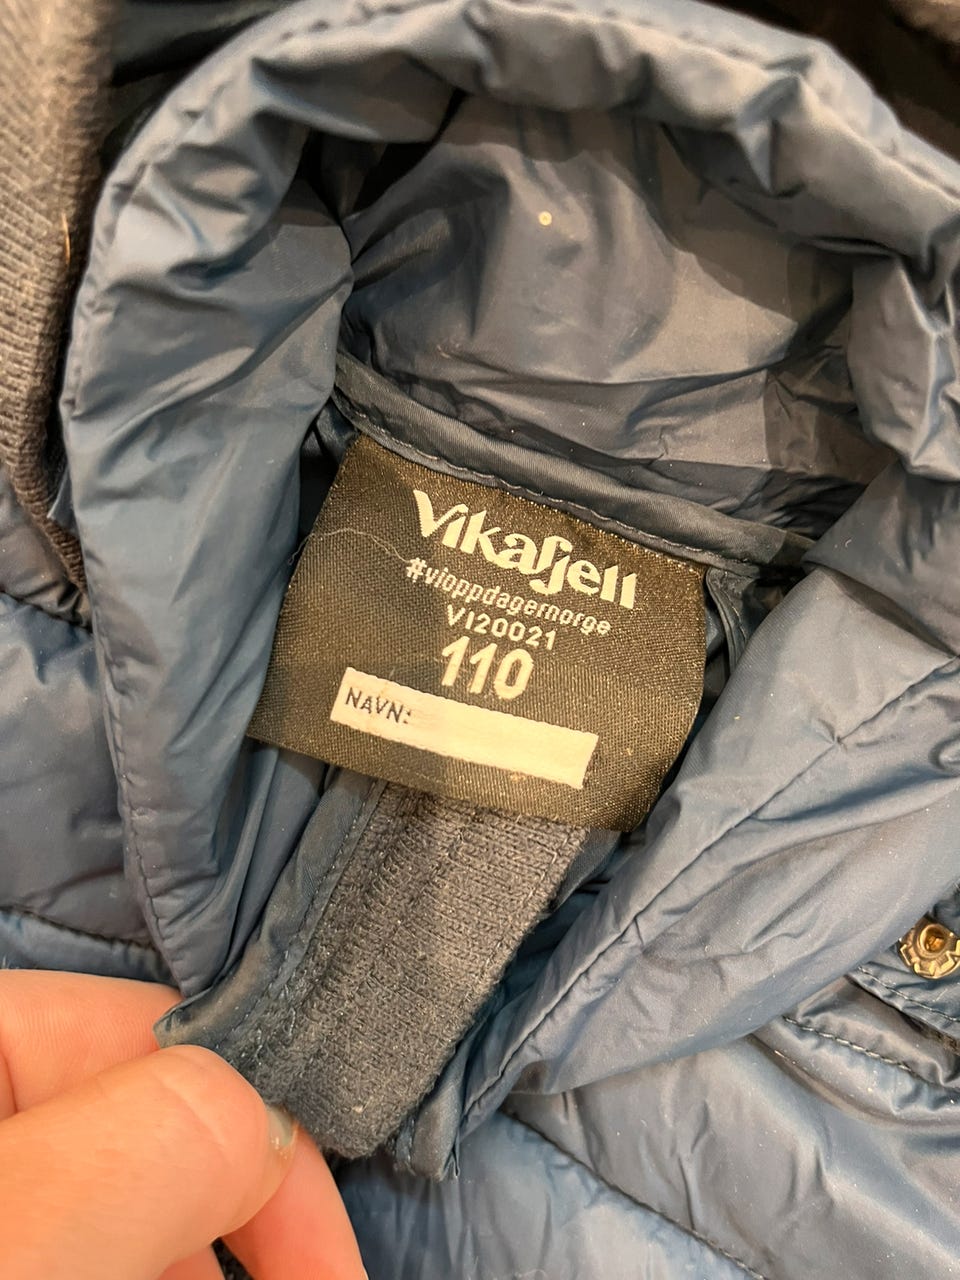 Vikafjell
#vioppdagernorge
VI20021
110
NAVN: